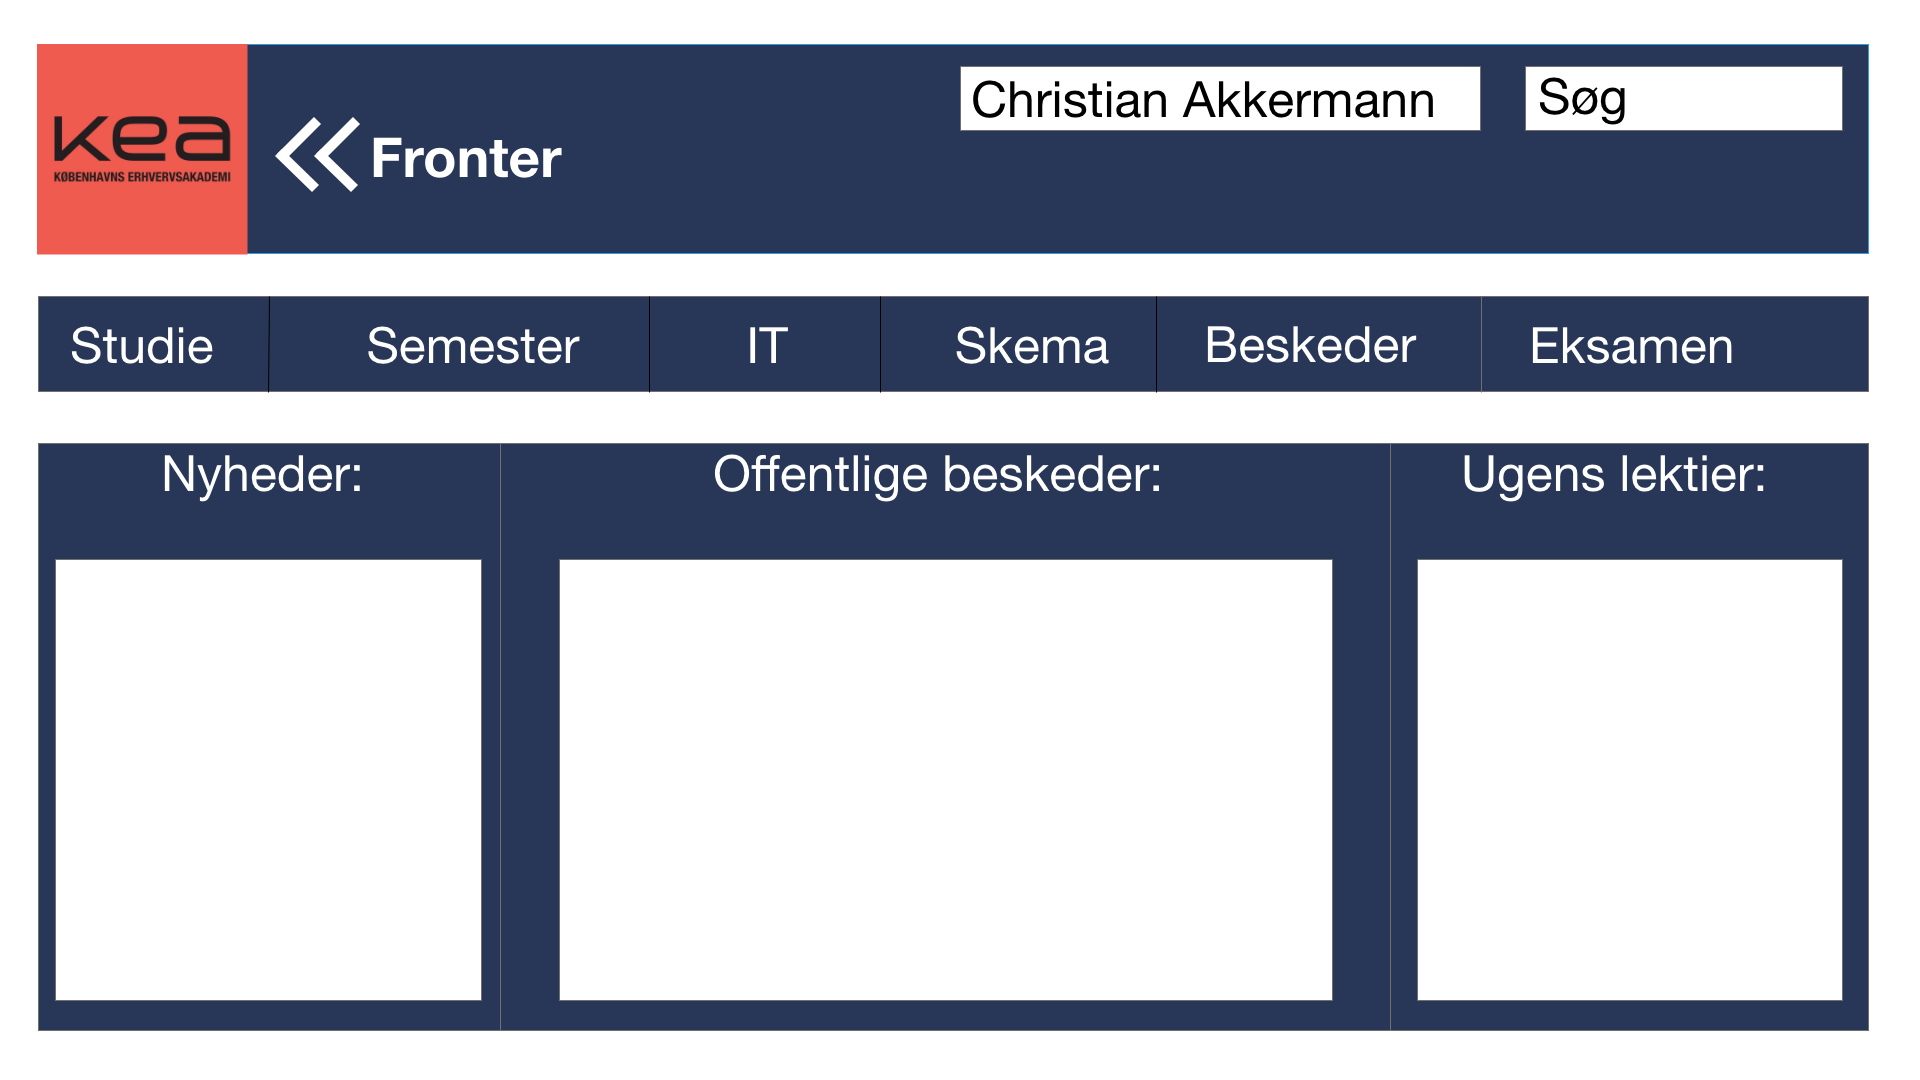 kea
KØBENHAVNS ERHVERVSAKADEMI
Fronter
Christian Akkermann
Søg
Studie
Semester
IT
Skema
Beskeder
Eksamen
Nyheder:
Offentlige beskeder:
Ugens lektier: